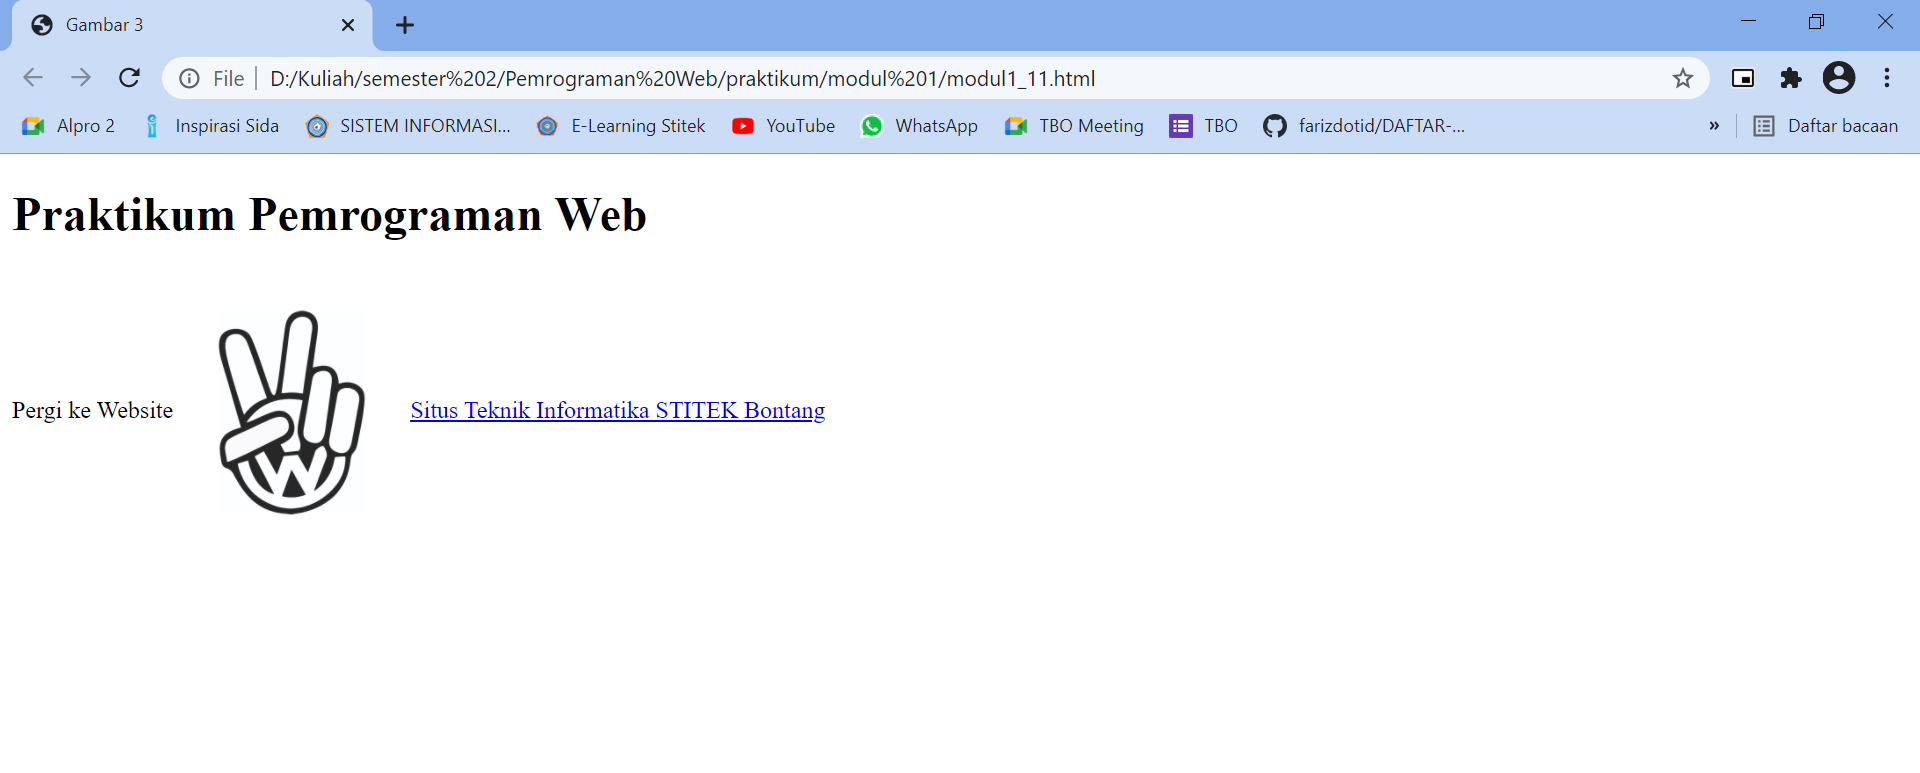 Gambar 3
File D:/Kuliah/semester%202/Pemrograman%20Web/praktikum/modul%201/modul1_11.html
Alpro 2 Inspirasi Sida SISTEM INFORMASI... E-Learning Stitek YouTube WhatsApp TBO Meeting TBO farizdotid/DAFTAR-... » Daftar bacaan
Praktikum Pemrograman Web
Pergi ke Website Situs Teknik Informatika STITEK Bontang
W